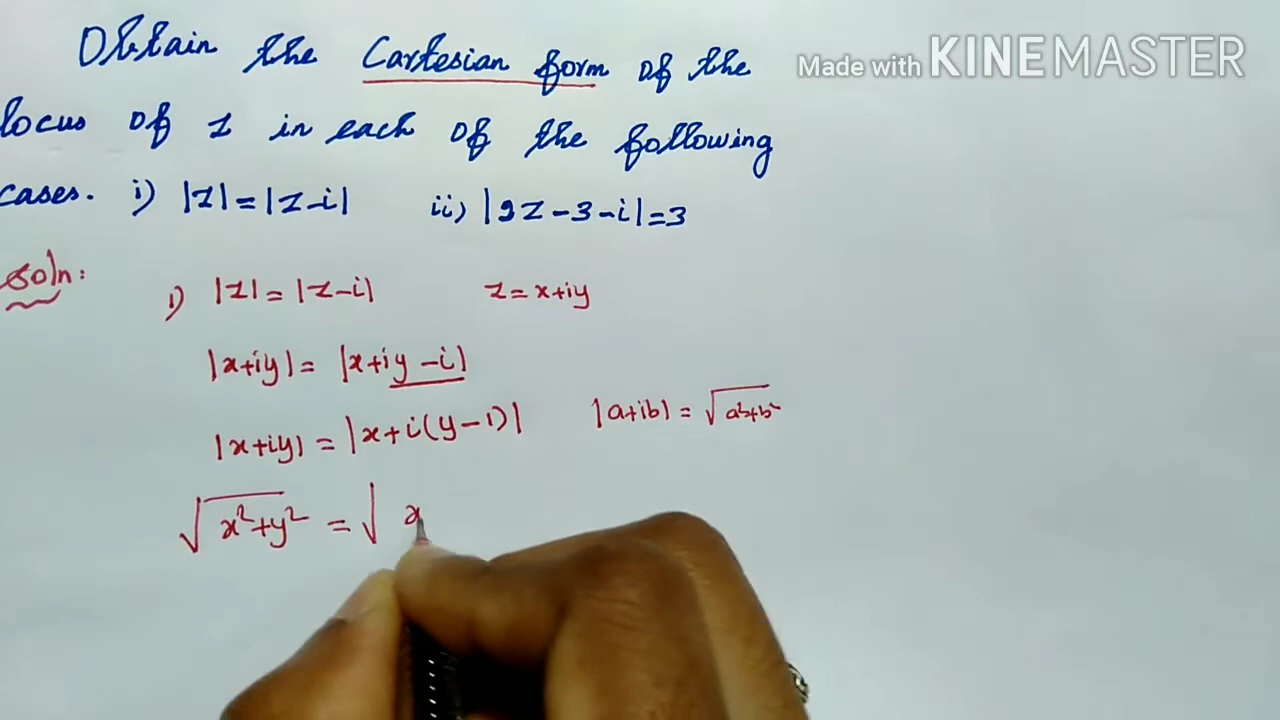 Obtain the Cartesian form of the
Made with KINEMASTER
locus of z in each of the following
cases. i) |z| = |z-i| ii) |2z-3-i|=3
Soln:
1) |z| = |z-i| z = x+iy
|x+iy| = |x+iy-i|
|x+iy| = |x+i(y-1)| |a+ib| = √a²+b²
√x²+y² = √x